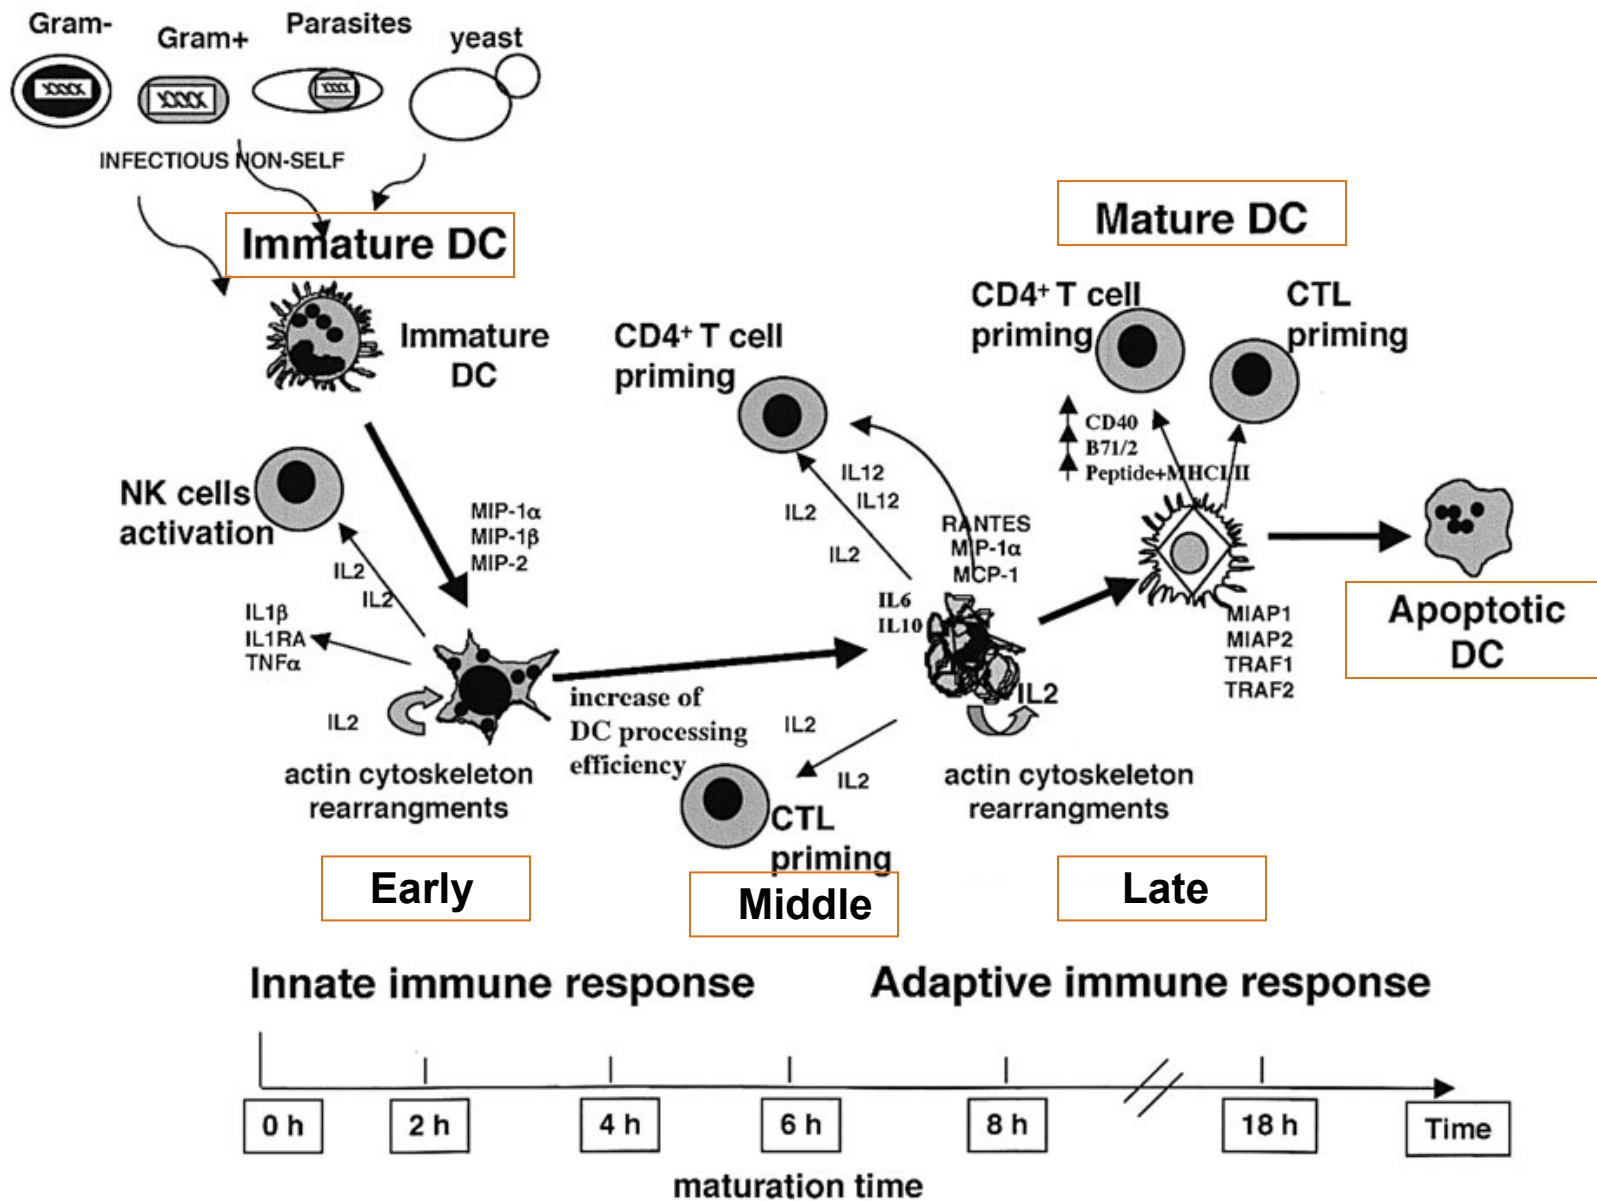 Gram-
Gram+
Parasites
yeast
INFECTIOUS NON-SELF
Immature DC
Immature
DC
NK cells
activation
MIP-1α
MIP-1β
MIP-2
IL2
IL2
IL1β
IL1RA
TNFα
IL2
actin cytoskeleton
rearrangments
increase of
DC processing
efficiency
CD4+ T cell
priming
IL12
IL12
IL2
IL2
RANTES
MIP-1α
MCP-1
IL6
IL10
IL2
IL2
IL2
CTL
priming
actin cytoskeleton
rearrangments
Mature DC
CD4+ T cell
priming
CTL
priming
CD40
B71/2
Peptide+MHCI/II
MIAP1
MIAP2
TRAF1
TRAF2
Apoptotic
DC
Early
Middle
Late
Innate immune response
Adaptive immune response
0 h
2 h
4 h
6 h
8 h
18 h
Time
maturation time